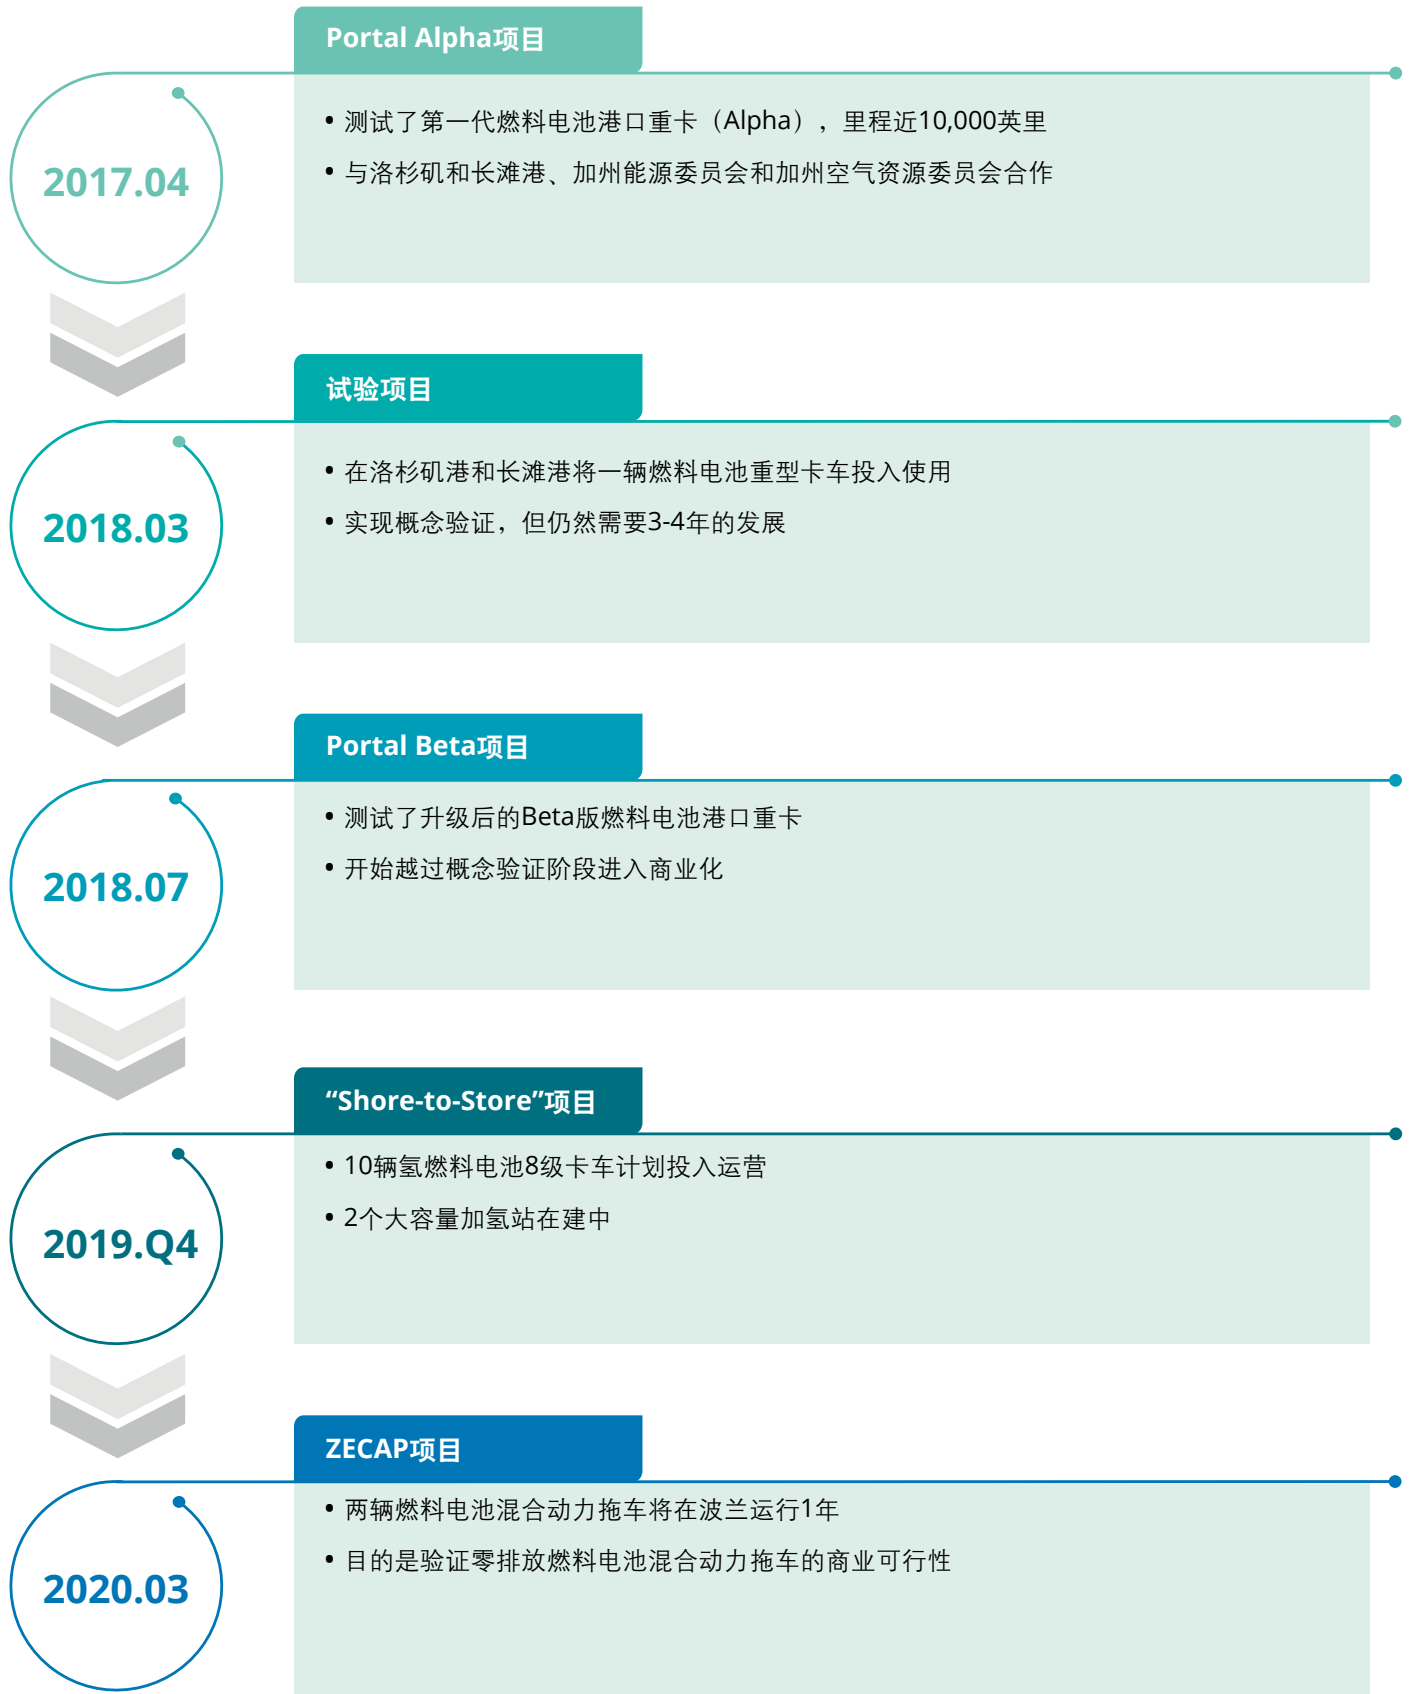 Portal Alpha项目
2017.04
• 测试了第一代燃料电池港口重卡（Alpha），里程近10,000英里
• 与洛杉矶和长滩港、加州能源委员会和加州空气资源委员会合作
试验项目
2018.03
• 在洛杉矶港和长滩港将一辆燃料电池重型卡车投入使用
• 实现概念验证，但仍然需要3-4年的发展
Portal Beta项目
2018.07
• 测试了升级后的Beta版燃料电池港口重卡
• 开始越过概念验证阶段进入商业化
“Shore-to-Store”项目
2019.Q4
• 10辆氢燃料电池8级卡车计划投入运营
• 2个大容量加氢站在建中
ZECAP项目
2020.03
• 两辆燃料电池混合动力拖车将在波兰运行1年
• 目的是验证零排放燃料电池混合动力拖车的商业可行性